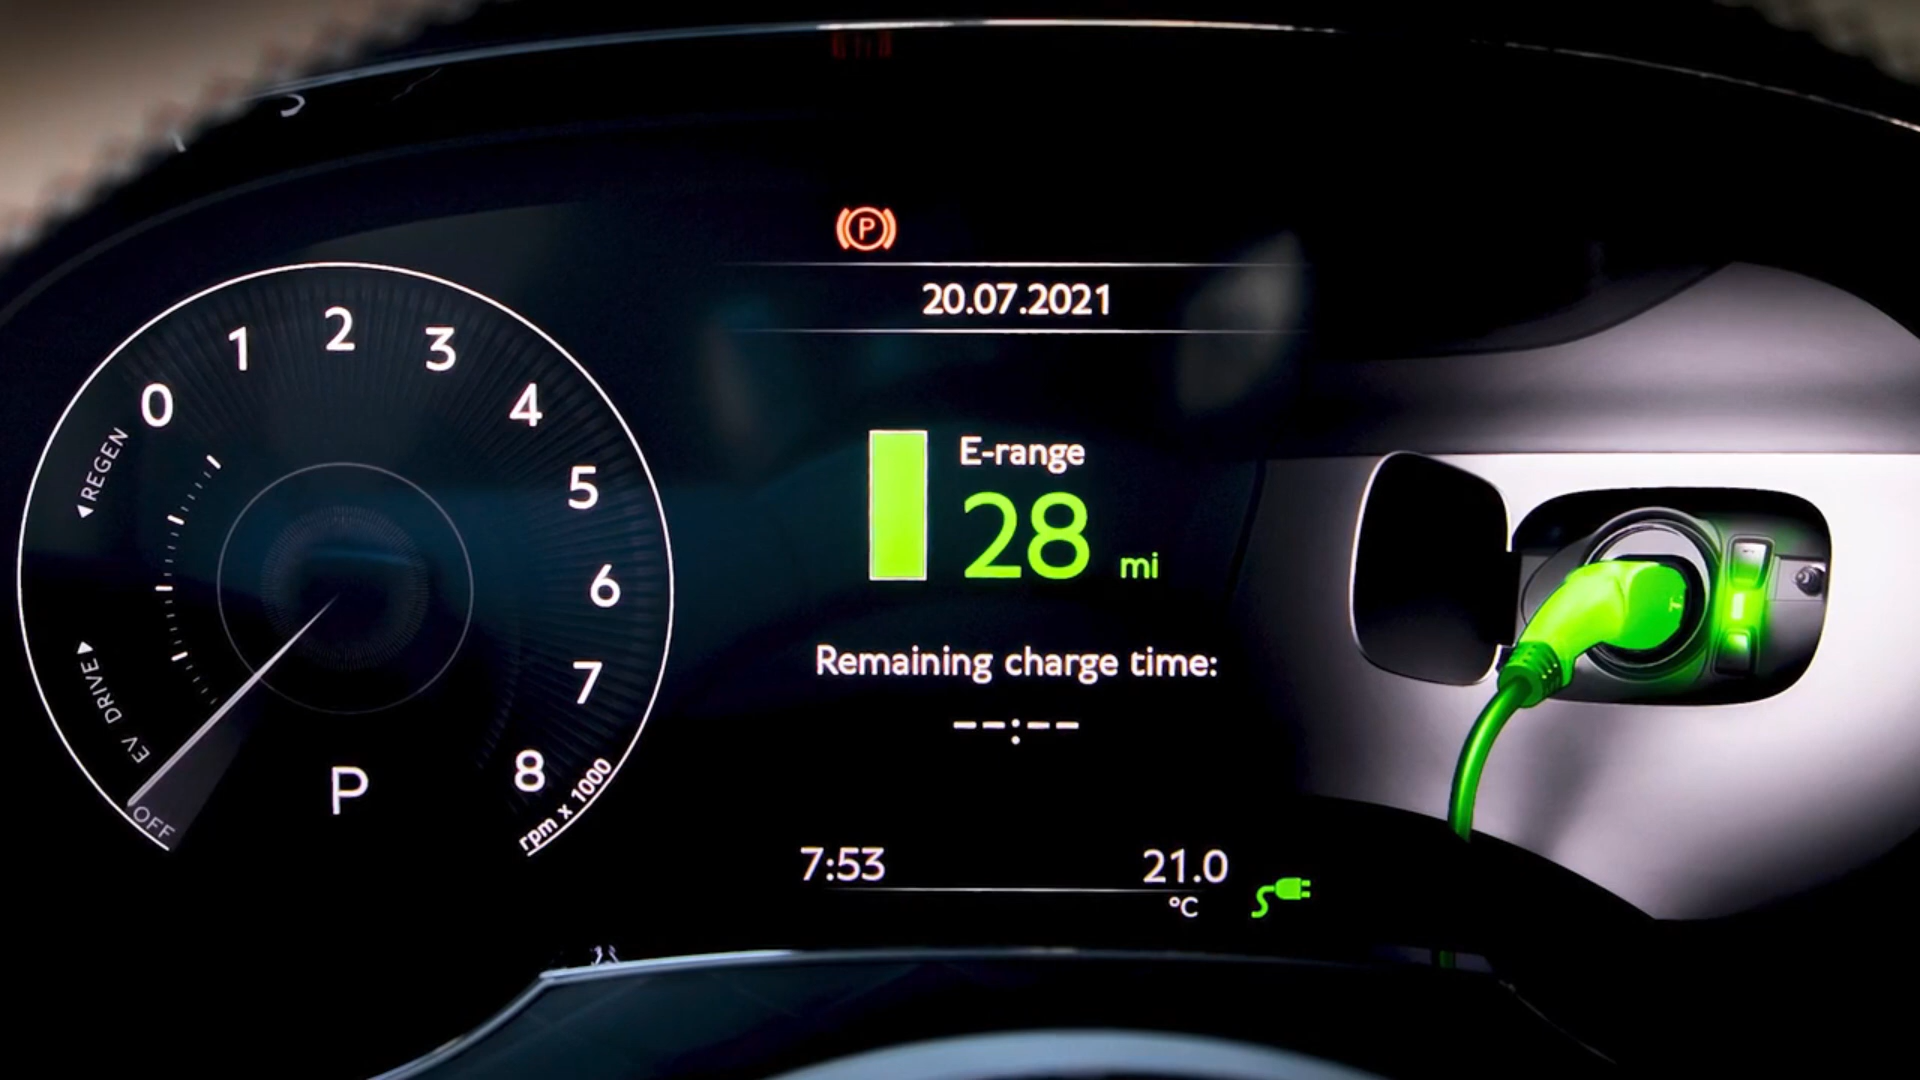 P
20.07.2021
0
1
2
3
4
5
6
7
8
rpm x 1000
REGEN
EV DRIVE
OFF
P
E-range
28 mi
Remaining charge time:
--:--
7:53
21.0
°C